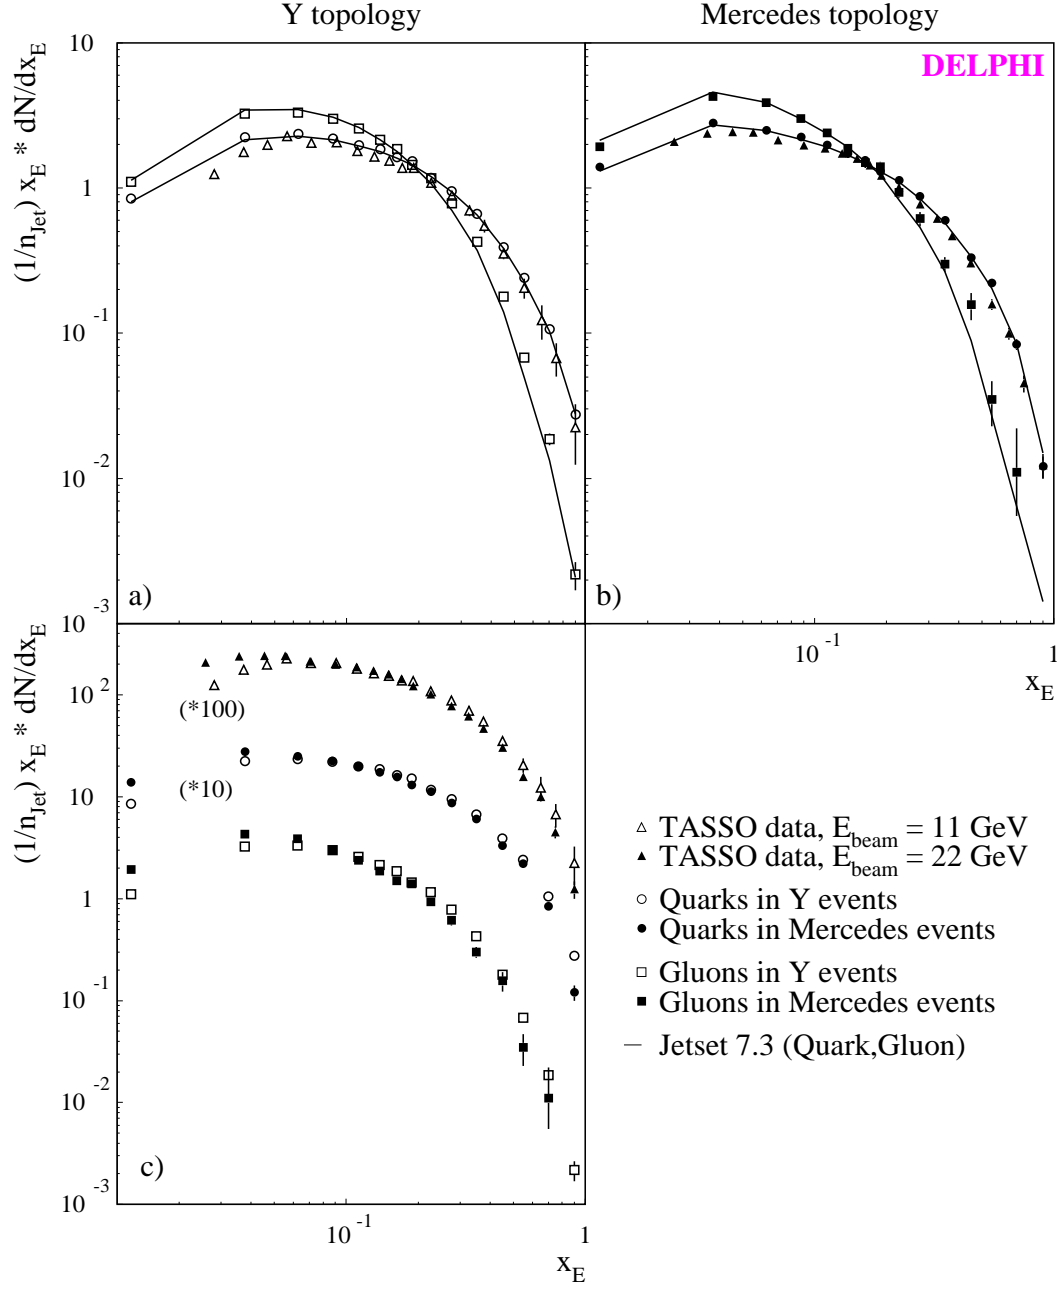 Y topology
Mercedes topology
DELPHI
(1/n_Jet) x_E * dN/dx_E
10
1
10^-1
10^-2
10^-3
a)
b)
10^-1
1
x_E
(1/n_Jet) x_E * dN/dx_E
10^3
10^2
10
1
10^-1
10^-2
10^-3
(*100)
(*10)
c)
10^-1
1
x_E
TASSO data, E_beam = 11 GeV
TASSO data, E_beam = 22 GeV
Quarks in Y events
Quarks in Mercedes events
Gluons in Y events
Gluons in Mercedes events
Jetset 7.3 (Quark,Gluon)